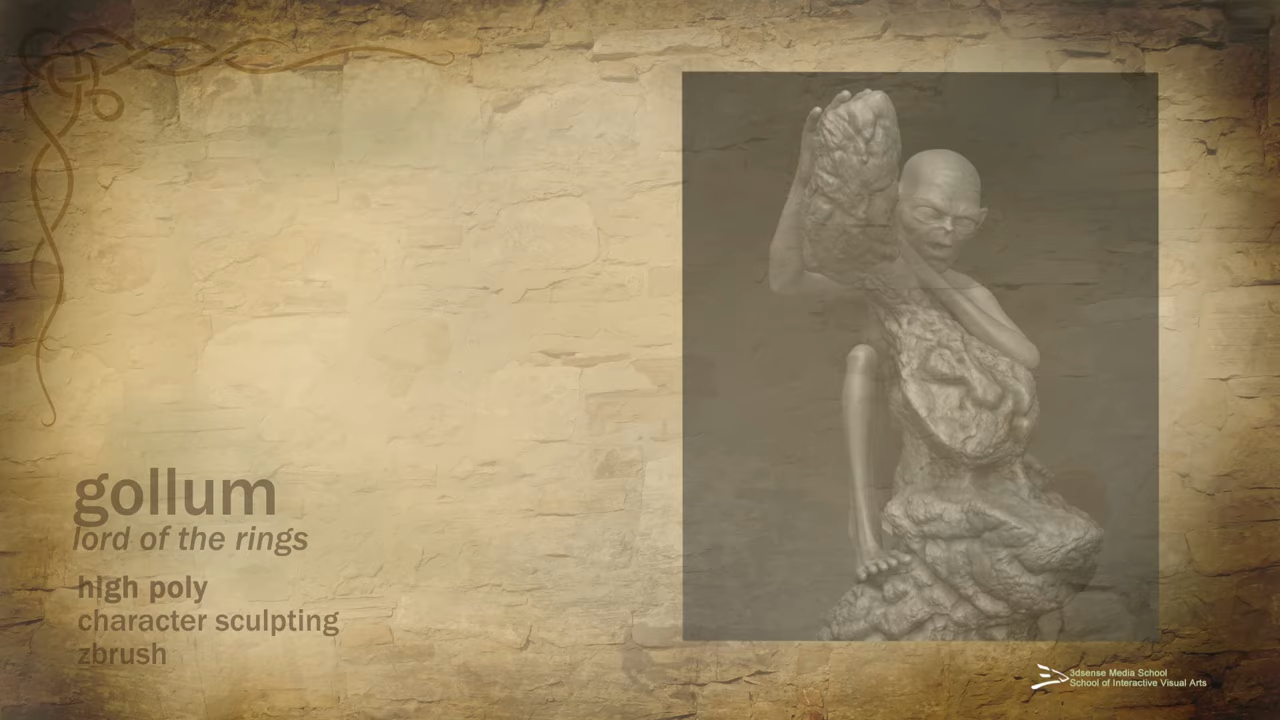 gollum
lord of the rings
high poly
character sculpting
zbrush
3dsense Media School
School of Interactive Visual Arts